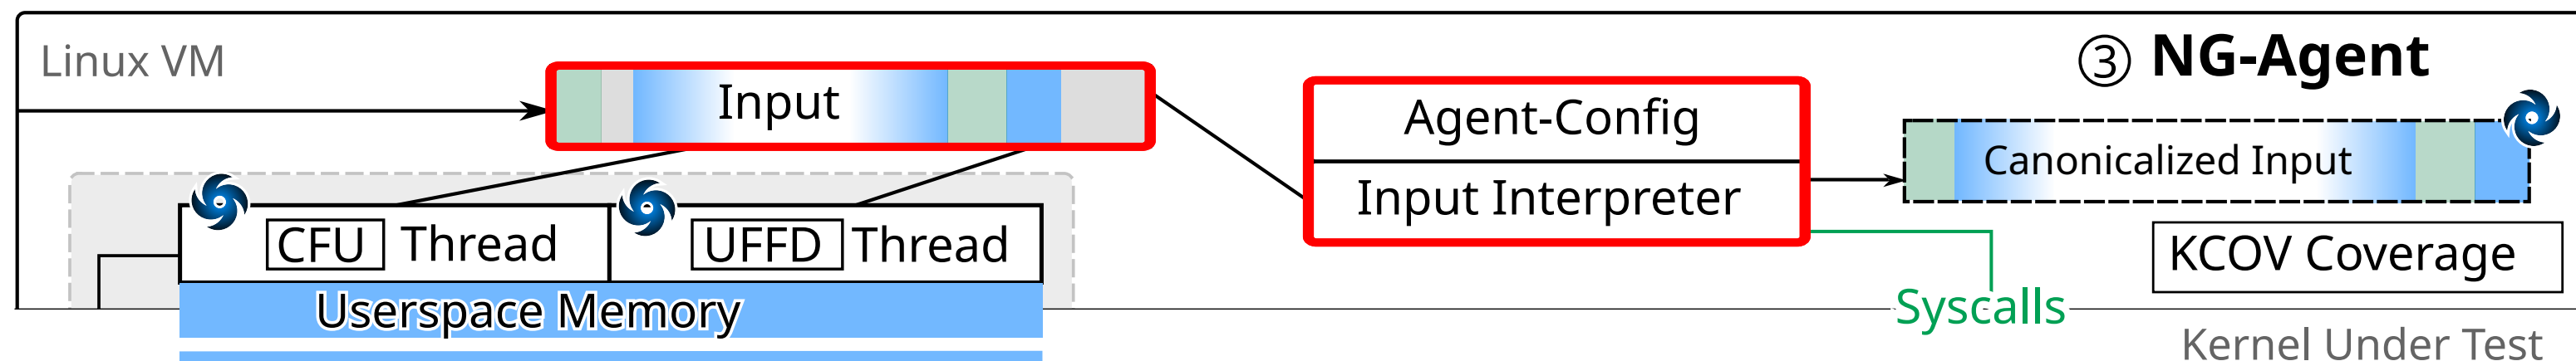 Linux VM
Input
Agent-Config
Input Interpreter
③ NG-Agent
Canonicalized Input
CFU Thread
UFFD Thread
KCOV Coverage
Userspace Memory
Syscalls
Kernel Under Test